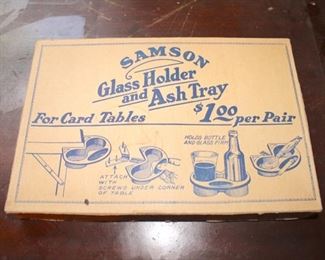 SAMSON
Glass Holder
and Ash Tray
$1.00
For Card Tables
per Pair
HOLDS BOTTLE
AND GLASS FIRM
ATTACH
WITH
SCREWS UNDER CORNER
OF TABLE